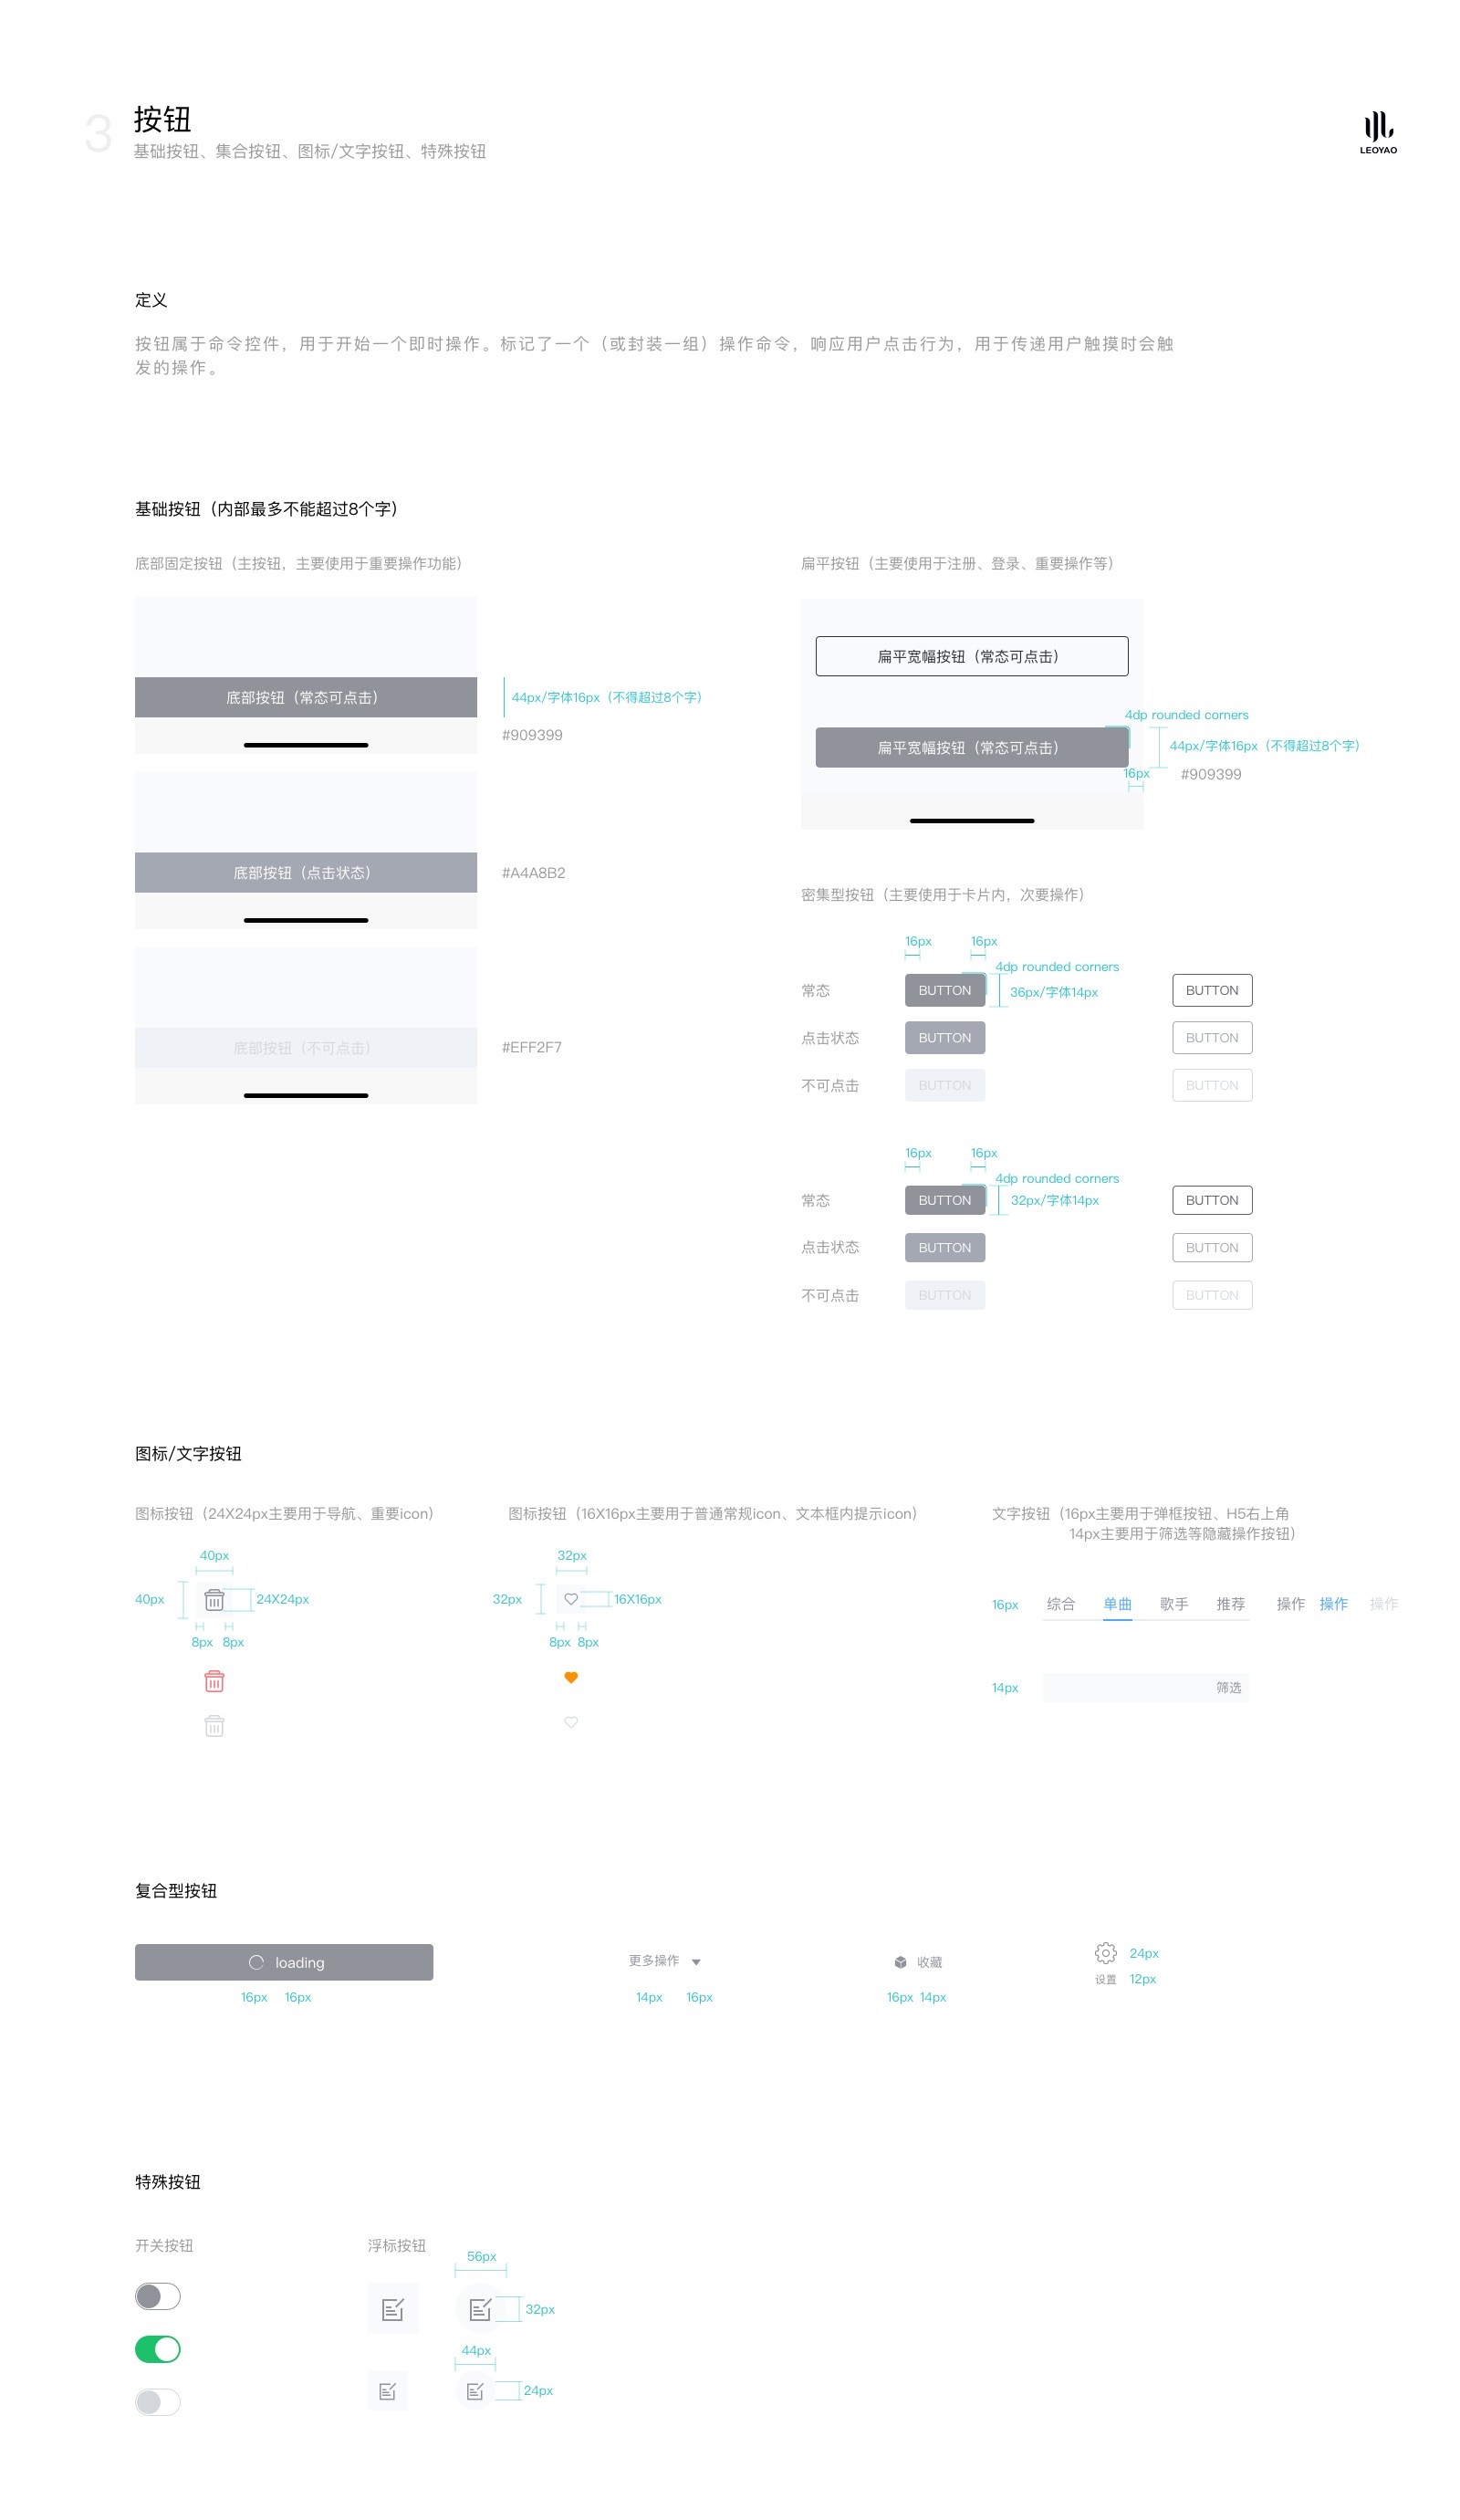 3
按钮
基础按钮、集合按钮、图标/文字按钮、特殊按钮
LEOYAO
定义
按钮属于命令控件，用于开始一个即时操作。标记了一个（或封装一组）操作命令，响应用户点击行为，用于传递用户触摸时会触
发的操作。
基础按钮（内部最多不能超过8个字）
底部固定按钮（主按钮，主要使用于重要操作功能）
底部按钮（常态可点击）
44px/字体16px（不得超过8个字）
#909399
底部按钮（点击状态）
#A4A8B2
底部按钮（不可点击）
#EFF2F7
扁平按钮（主要使用于注册、登录、重要操作等）
扁平宽幅按钮（常态可点击）
4dp rounded corners
扁平宽幅按钮（常态可点击）
44px/字体16px（不得超过8个字）
16px
#909399
密集型按钮（主要使用于卡片内，次要操作）
16px 16px
4dp rounded corners
常态 BUTTON 36px/字体14px BUTTON
点击状态 BUTTON BUTTON
不可点击 BUTTON BUTTON
16px 16px
4dp rounded corners
常态 BUTTON 32px/字体14px BUTTON
点击状态 BUTTON BUTTON
不可点击 BUTTON BUTTON
图标/文字按钮
图标按钮（24X24px主要用于导航、重要icon）
40px
40px 24X24px
8px 8px
图标按钮（16X16px主要用于普通常规icon、文本框内提示icon）
32px
32px 16X16px
8px 8px
文字按钮（16px主要用于弹框按钮、H5右上角
14px主要用于筛选等隐藏操作按钮）
16px 综合 单曲 歌手 推荐 操作 操作 操作
14px 筛选
复合型按钮
loading
16px 16px
更多操作
14px 16px
收藏
16px 14px
24px
设置 12px
特殊按钮
开关按钮
浮标按钮
56px
32px
44px
24px